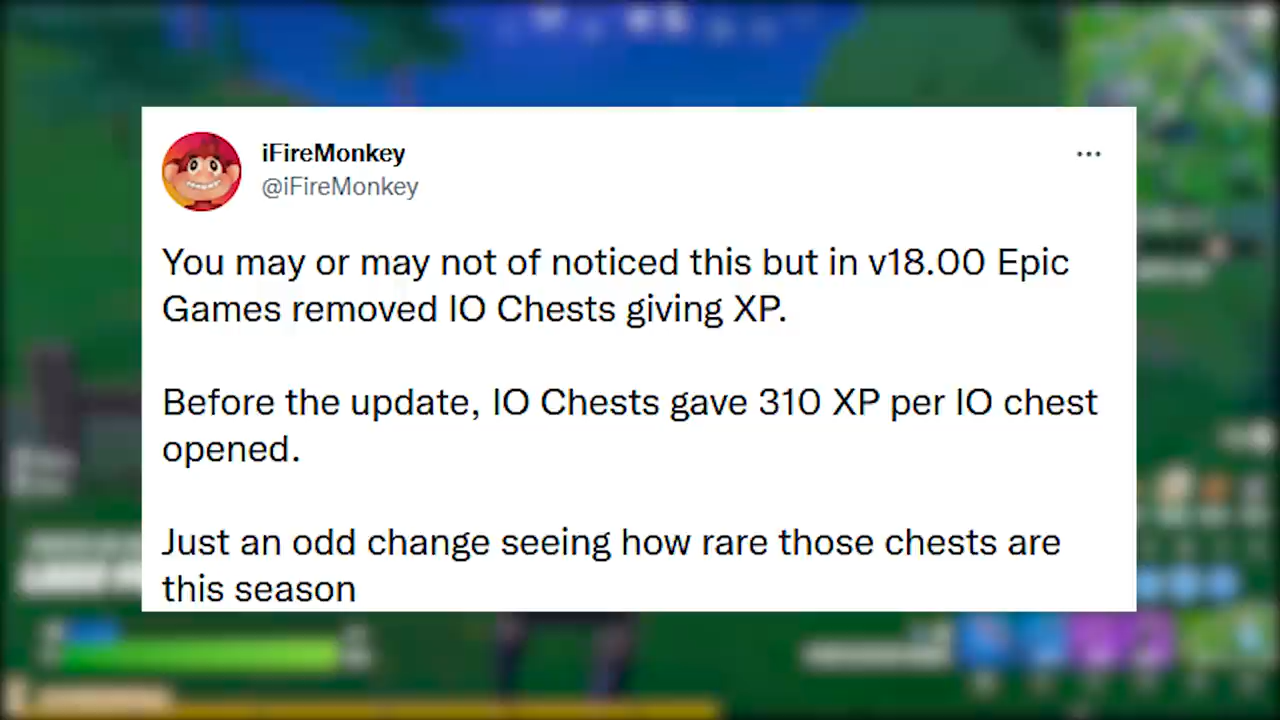 iFireMonkey
@iFireMonkey
You may or may not of noticed this but in v18.00 Epic
Games removed IO Chests giving XP.
Before the update, IO Chests gave 310 XP per IO chest
opened.
Just an odd change seeing how rare those chests are
this season